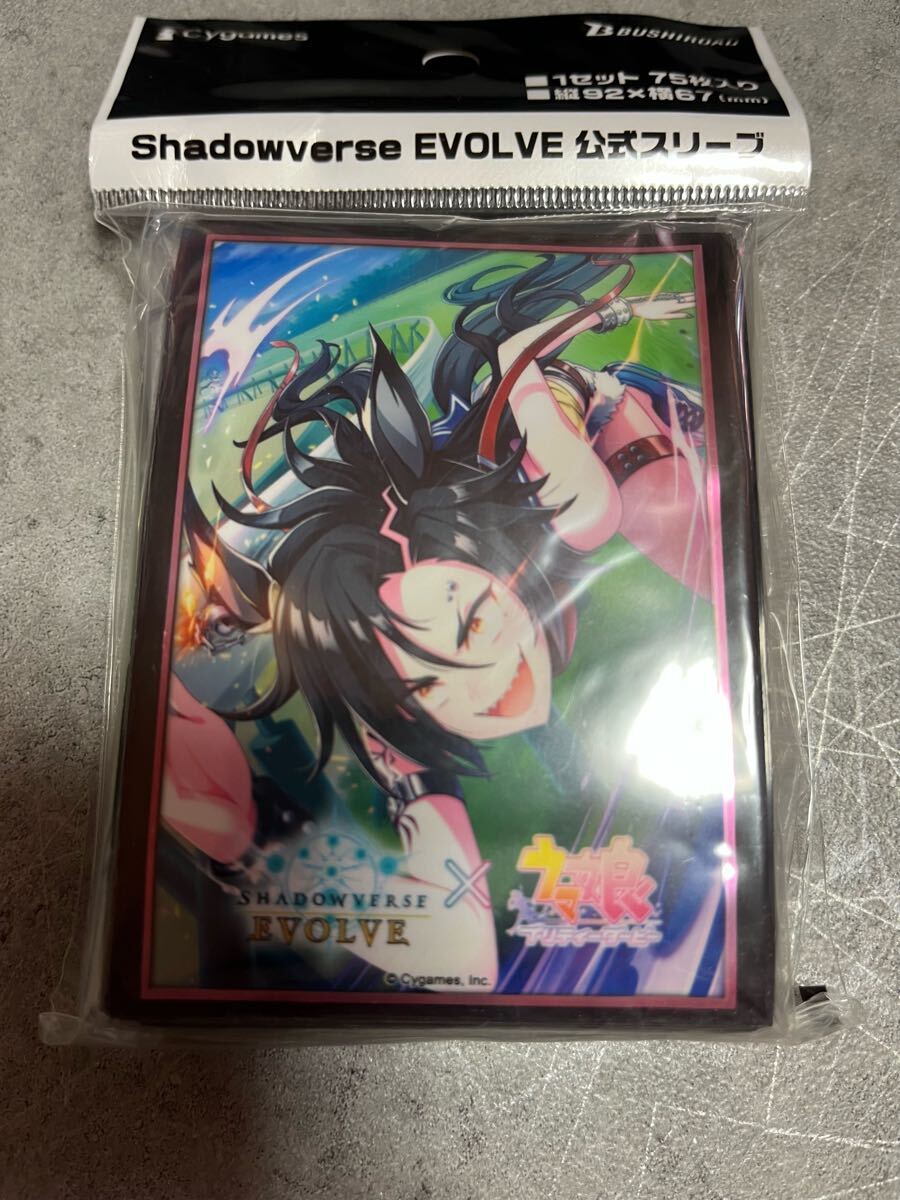 Cygames
BUSHIROAD
■1セット 75枚入り
■縦92×横67(mm)
Shadowverse EVOLVE 公式スリーブ
SHADOWVERSE
EVOLVE
×
ウマ娘
プリティーダービー
© Cygames, Inc.